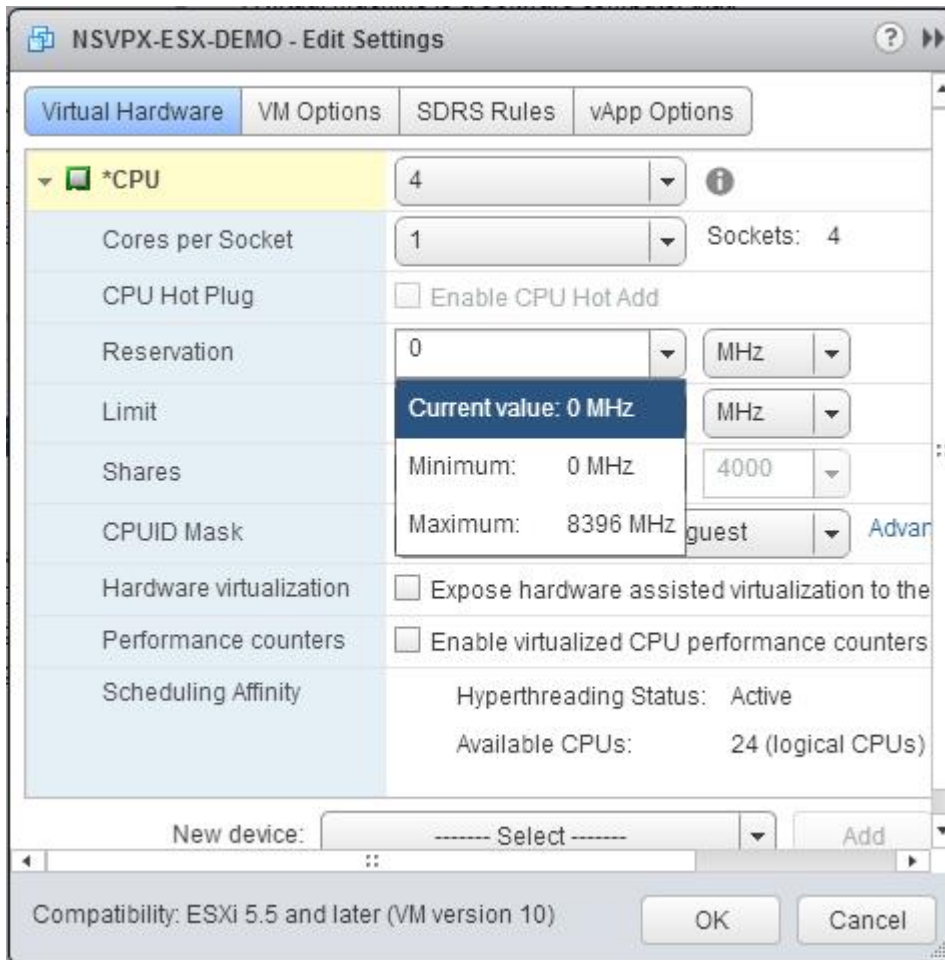 NSVPX-ESX-DEMO - Edit Settings ?
Virtual Hardware VM Options SDRS Rules vApp Options
*CPU 4
Cores per Socket 1 Sockets: 4
CPU Hot Plug Enable CPU Hot Add
Reservation 0 MHz
Limit Current value: 0 MHz MHz
Minimum: 0 MHz
Shares 4000
Maximum: 8396 MHz
CPUID Mask guest Advan
Hardware virtualization Expose hardware assisted virtualization to the
Performance counters Enable virtualized CPU performance counters
Scheduling Affinity Hyperthreading Status: Active
Available CPUs: 24 (logical CPUs)
New device: ------- Select ------- Add
Compatibility: ESXi 5.5 and later (VM version 10) OK Cancel